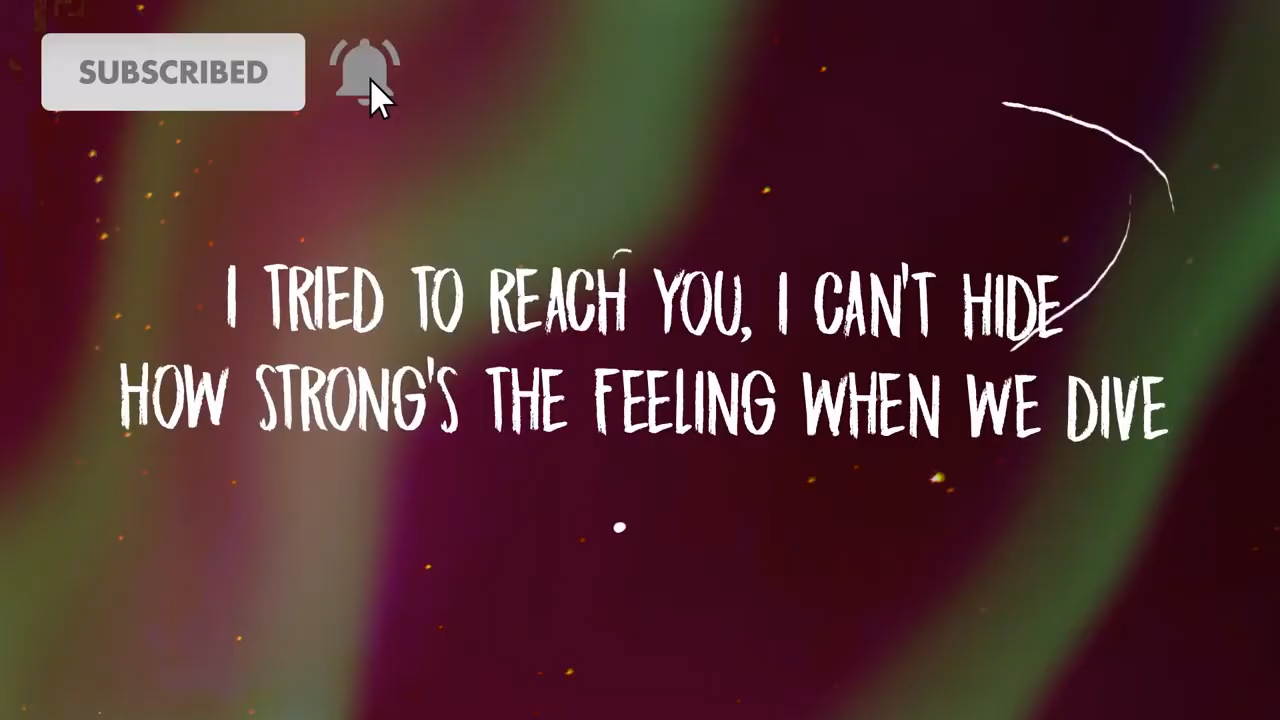 SUBSCRIBED
I TRIED TO REACH YOU, I CAN'T HIDE
HOW STRONG'S THE FEELING WHEN WE DIVE